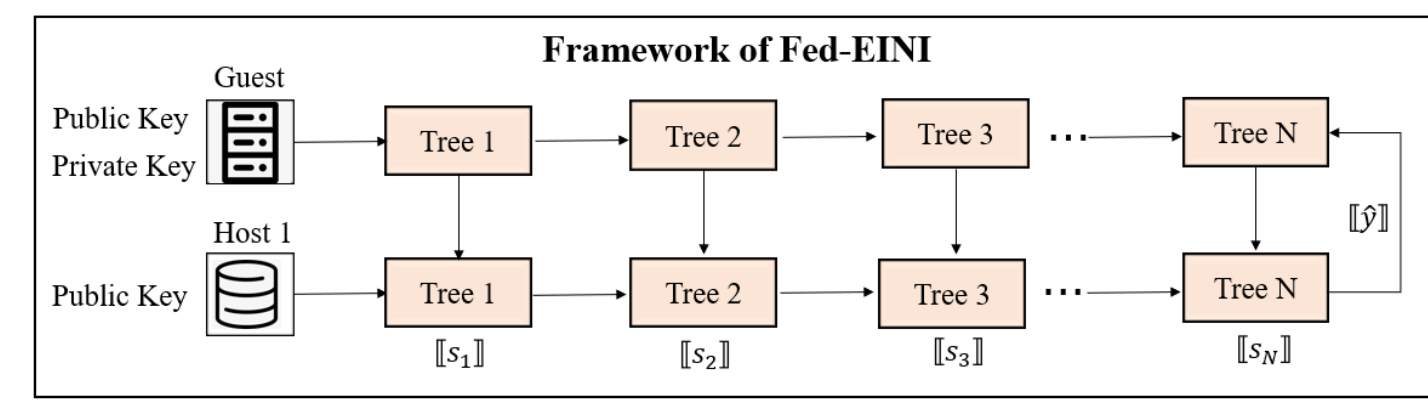 Framework of Fed-EINI
Guest
Public Key
Private Key
Tree 1
Tree 2
Tree 3
...
Tree N
⟦ŷ⟧
Host 1
Public Key
Tree 1
Tree 2
Tree 3
...
Tree N
⟦s₁⟧
⟦s₂⟧
⟦s₃⟧
⟦s_N⟧